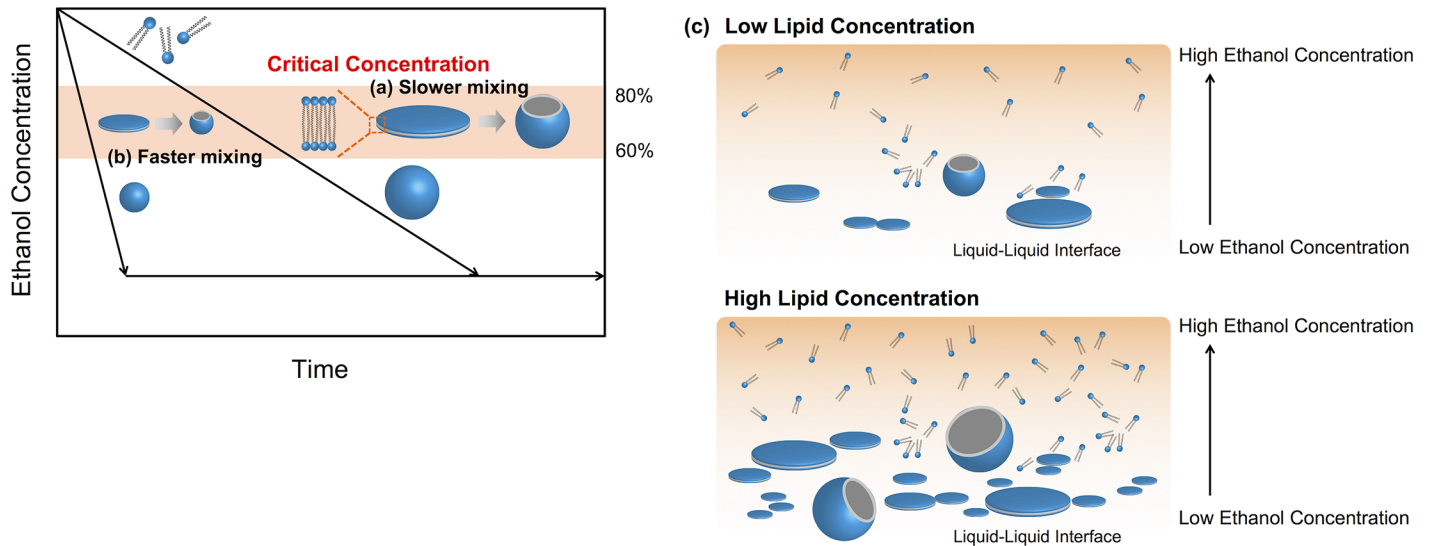 Ethanol Concentration
Critical Concentration
(a) Slower mixing
80%
(b) Faster mixing
60%
Time
(c) Low Lipid Concentration
High Ethanol Concentration
Low Ethanol Concentration
Liquid-Liquid Interface
High Lipid Concentration
High Ethanol Concentration
Low Ethanol Concentration
Liquid-Liquid Interface